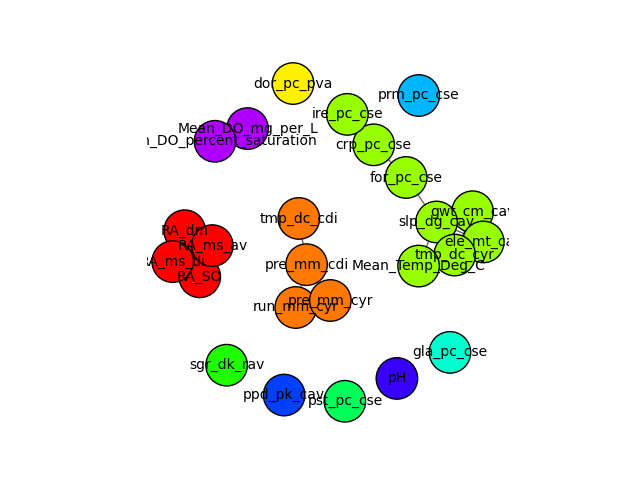 dor_pc_pva
prm_pc_cse
ire_pc_cse
Mean_DO_mg_per_L
n_DO_percent_saturation
crp_pc_cse
for_pc_cse
gwt_cm_cav
tmp_dc_cdi
slp_dg_cav
RA_dm
RA_ms_av
ele_mt_ca
tmp_dc_cyr
RA_ms_di
pre_mm_cdi
Mean_Temp_Deg_C
RA_SO
pre_mm_cyr
run_mm_cyr
gla_pc_cse
sgr_dk_rav
pH
ppd_pk_cav
pst_pc_cse